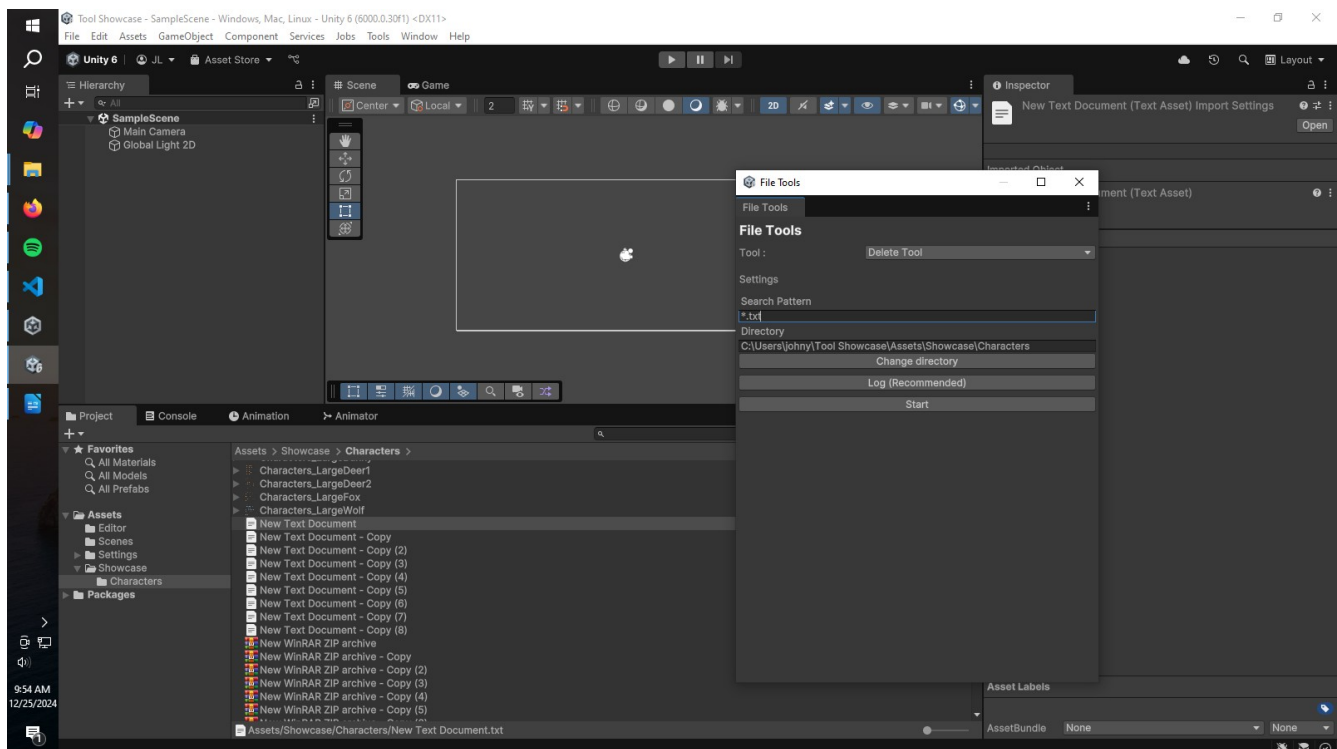 Tool Showcase - SampleScene - Windows, Mac, Linux - Unity 6 (6000.0.30f1) <DX11>
File Edit Assets GameObject Component Services Jobs Tools Window Help
Unity 6 JL Asset Store Layout
Hierarchy
All
SampleScene
Main Camera
Global Light 2D
Scene Game
Center Local 2 2D
Inspector
New Text Document (Text Asset) Import Settings
Open
Imported Object
ment (Text Asset)
File Tools
File Tools
File Tools
Tool : Delete Tool
Settings
Search Pattern
*.txt
Directory
C:\Users\johny\Tool Showcase\Assets\Showcase\Characters
Change directory
Log (Recommended)
Start
Project Console Animation Animator
Favorites
All Materials
All Models
All Prefabs
Assets
Editor
Scenes
Settings
Showcase
Characters
Packages
Assets > Showcase > Characters >
Characters_LargeDeer1
Characters_LargeDeer2
Characters_LargeFox
Characters_LargeWolf
New Text Document
New Text Document - Copy
New Text Document - Copy (2)
New Text Document - Copy (3)
New Text Document - Copy (4)
New Text Document - Copy (5)
New Text Document - Copy (6)
New Text Document - Copy (7)
New Text Document - Copy (8)
New WinRAR ZIP archive
New WinRAR ZIP archive - Copy
New WinRAR ZIP archive - Copy (2)
New WinRAR ZIP archive - Copy (3)
New WinRAR ZIP archive - Copy (4)
New WinRAR ZIP archive - Copy (5)
Assets/Showcase/Characters/New Text Document.txt
Asset Labels
AssetBundle None None
9:54 AM
12/25/2024